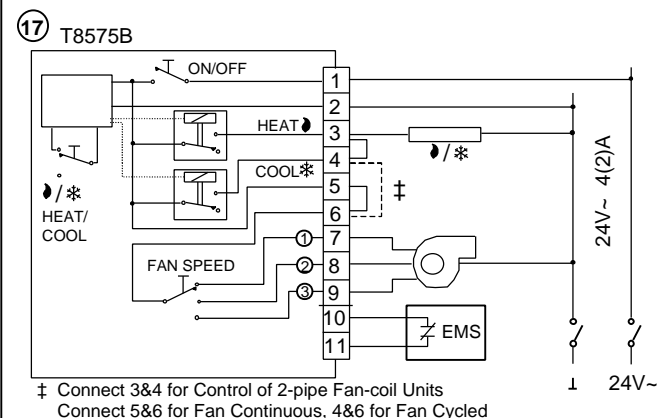 17 T8575B
ON/OFF
HEAT
COOL
/
HEAT/
COOL
FAN SPEED
1
2
3
1
2
3
4
5
6
7
8
9
10
11
/
‡
EMS
24V~ 4(2)A
⊥ 24V~
‡ Connect 3&4 for Control of 2-pipe Fan-coil Units
Connect 5&6 for Fan Continuous, 4&6 for Fan Cycled